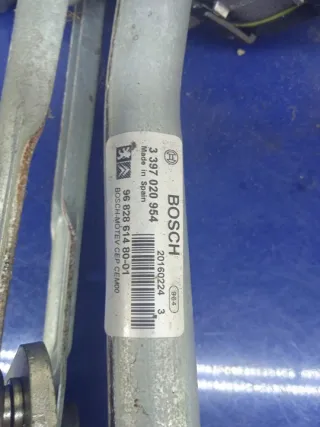 BOSCH
964
20160224 3
3 397 020 954
Made in Spain
96 828 614 80-01
BOSCH-MOTEV CEP CEM00